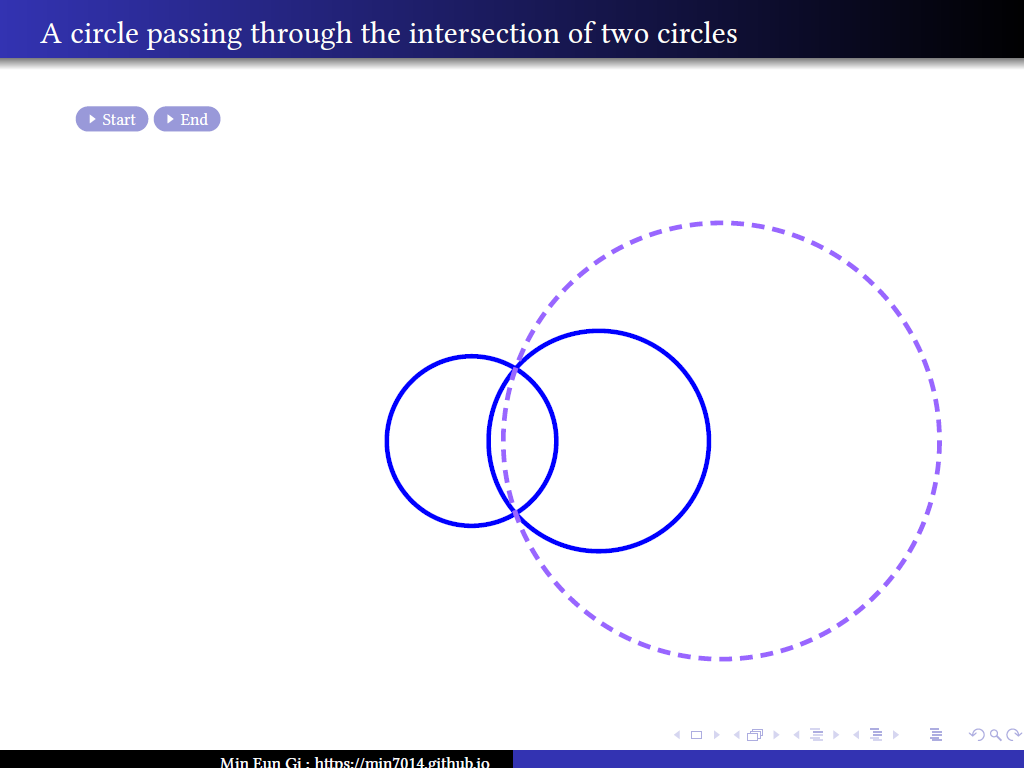 A circle passing through the intersection of two circles
Start End
Min Eun Gi : https://min7014.github.io